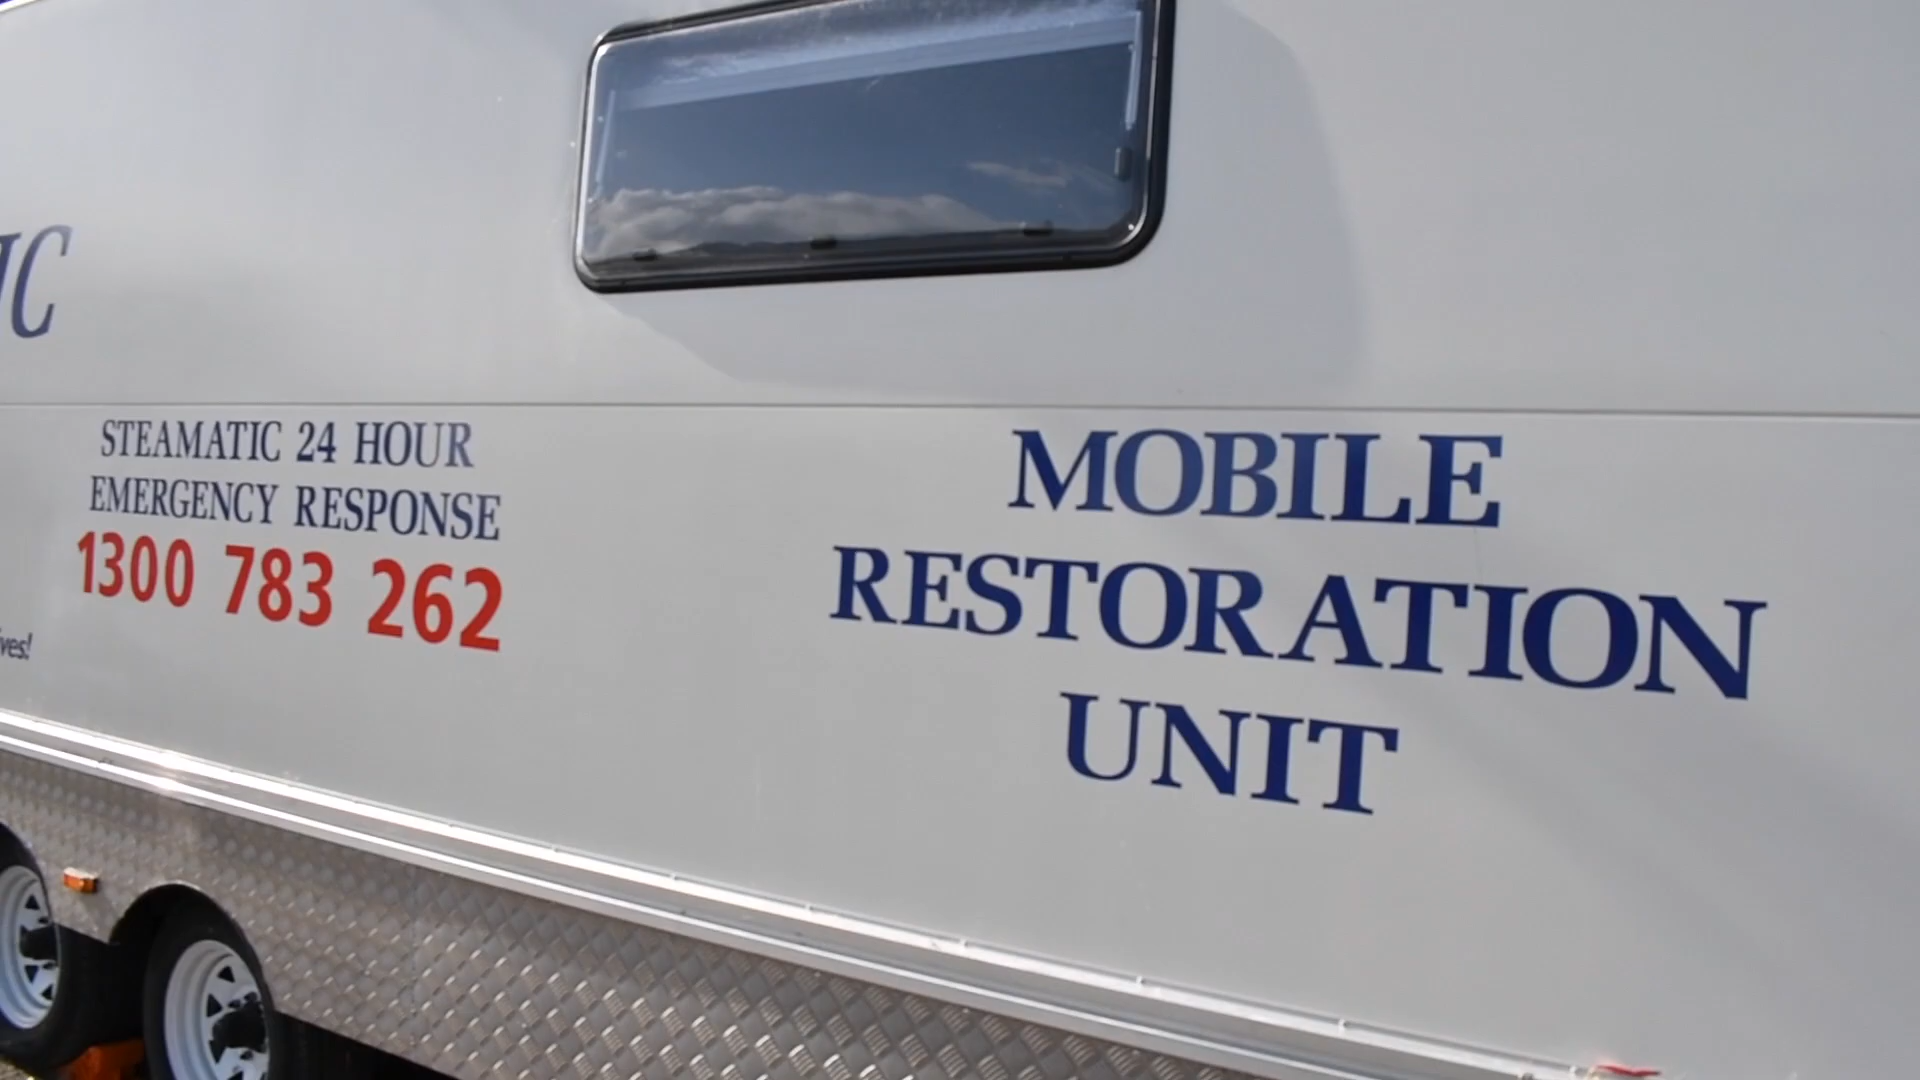 STEAMATIC 24 HOUR
EMERGENCY RESPONSE
1300 783 262
MOBILE
RESTORATION
UNIT